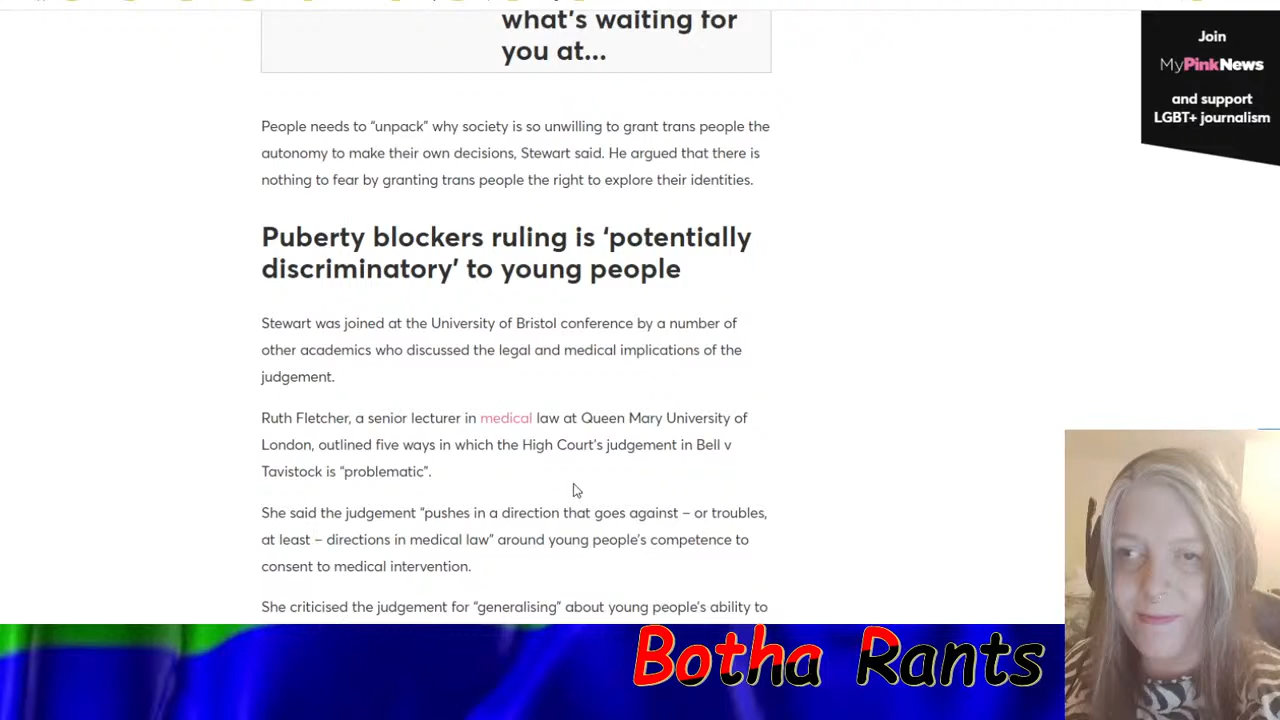 what's waiting for
you at...
Join
MyPinkNews
and support
LGBT+ journalism
People needs to “unpack” why society is so unwilling to grant trans people the
autonomy to make their own decisions, Stewart said. He argued that there is
nothing to fear by granting trans people the right to explore their identities.
Puberty blockers ruling is ‘potentially
discriminatory’ to young people
Stewart was joined at the University of Bristol conference by a number of
other academics who discussed the legal and medical implications of the
judgement.
Ruth Fletcher, a senior lecturer in medical law at Queen Mary University of
London, outlined five ways in which the High Court's judgement in Bell v
Tavistock is “problematic”.
She said the judgement “pushes in a direction that goes against – or troubles,
at least – directions in medical law” around young people's competence to
consent to medical intervention.
She criticised the judgement for “generalising” about young people's ability to
Botha Rants